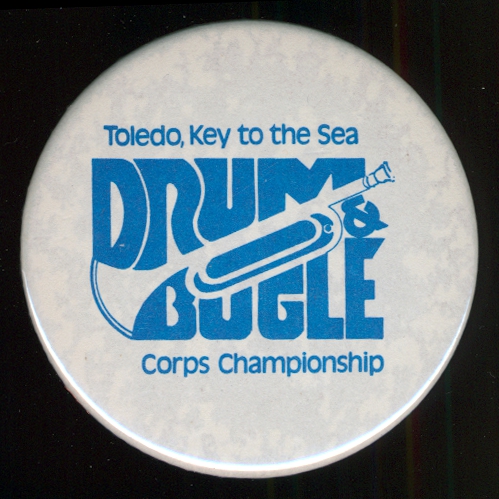 Toledo, Key to the Sea
DRUM
&
BUGLE
Corps Championship